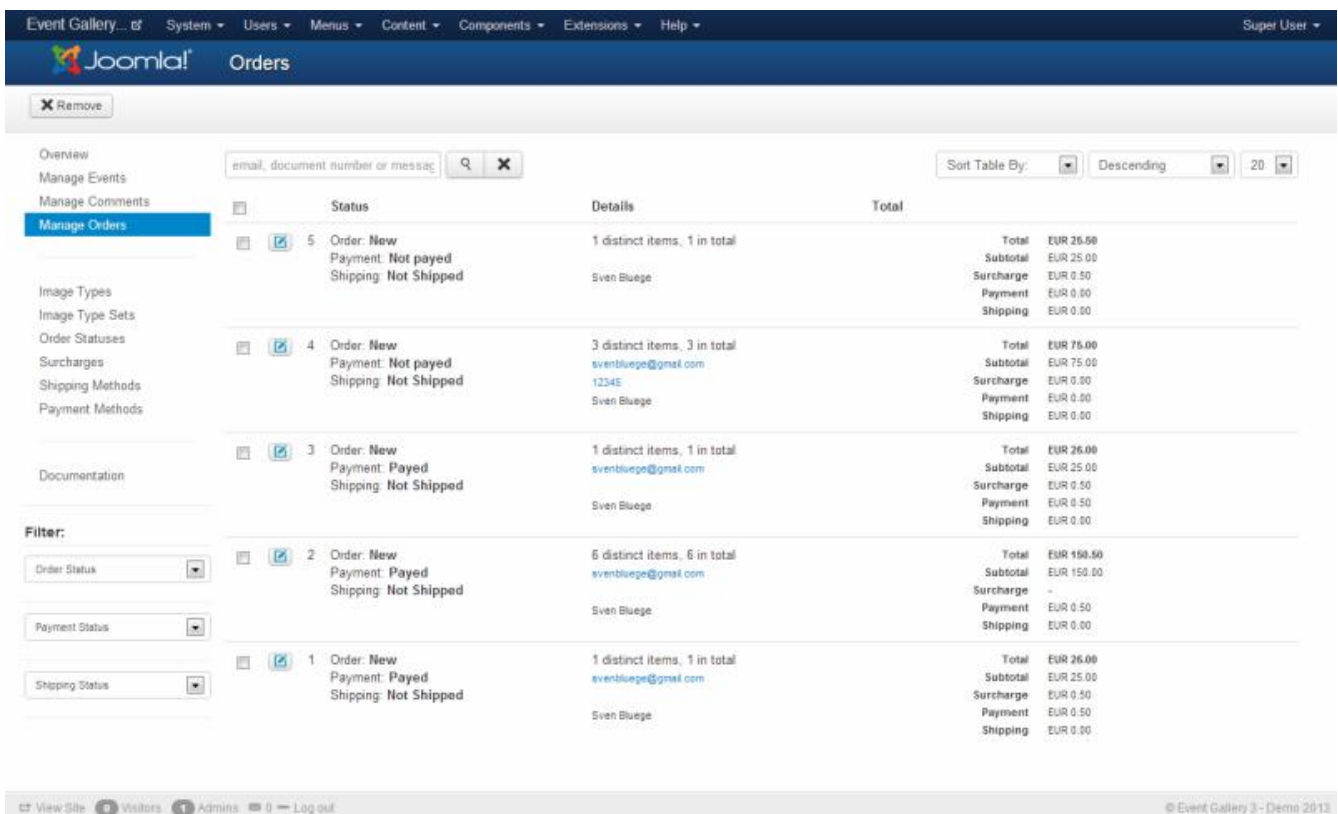 Event Gallery... System Users Menus Content Components Extensions Help Super User
Joomla! Orders
Remove
Overview
Manage Events
Manage Comments
Manage Orders
Image Types
Image Type Sets
Order Statuses
Surcharges
Shipping Methods
Payment Methods
Documentation
Filter:
Order Status
Payment Status
Shipping Status
email, document number or messag Sort Table By: Descending 20
Status Details Total
5 Order: New 1 distinct items, 1 in total Total EUR 25.50
Payment: Not payed Subtotal EUR 25.00
Shipping: Not Shipped Sven Bluege Surcharge EUR 0.50
Payment EUR 0.00
Shipping EUR 0.00
4 Order: New 3 distinct items, 3 in total Total EUR 75.00
Payment: Not payed svenbluege@gmail.com Subtotal EUR 75.00
Shipping: Not Shipped 12345 Surcharge EUR 0.00
Sven Bluege Payment EUR 0.00
Shipping EUR 0.00
3 Order: New 1 distinct items, 1 in total Total EUR 26.00
Payment: Payed svenbluege@gmail.com Subtotal EUR 25.00
Shipping: Not Shipped Surcharge EUR 0.50
Sven Bluege Payment EUR 0.50
Shipping EUR 0.00
2 Order: New 6 distinct items, 6 in total Total EUR 150.50
Payment: Payed svenbluege@gmail.com Subtotal EUR 150.00
Shipping: Not Shipped Surcharge -
Sven Bluege Payment EUR 0.50
Shipping EUR 0.00
1 Order: New 1 distinct items, 1 in total Total EUR 26.00
Payment: Payed svenbluege@gmail.com Subtotal EUR 25.00
Shipping: Not Shipped Surcharge EUR 0.50
Sven Bluege Payment EUR 0.50
Shipping EUR 0.00
View Site 0 Visitors 1 Admins 0 Log out © Event Gallery 3 - Demo 2013